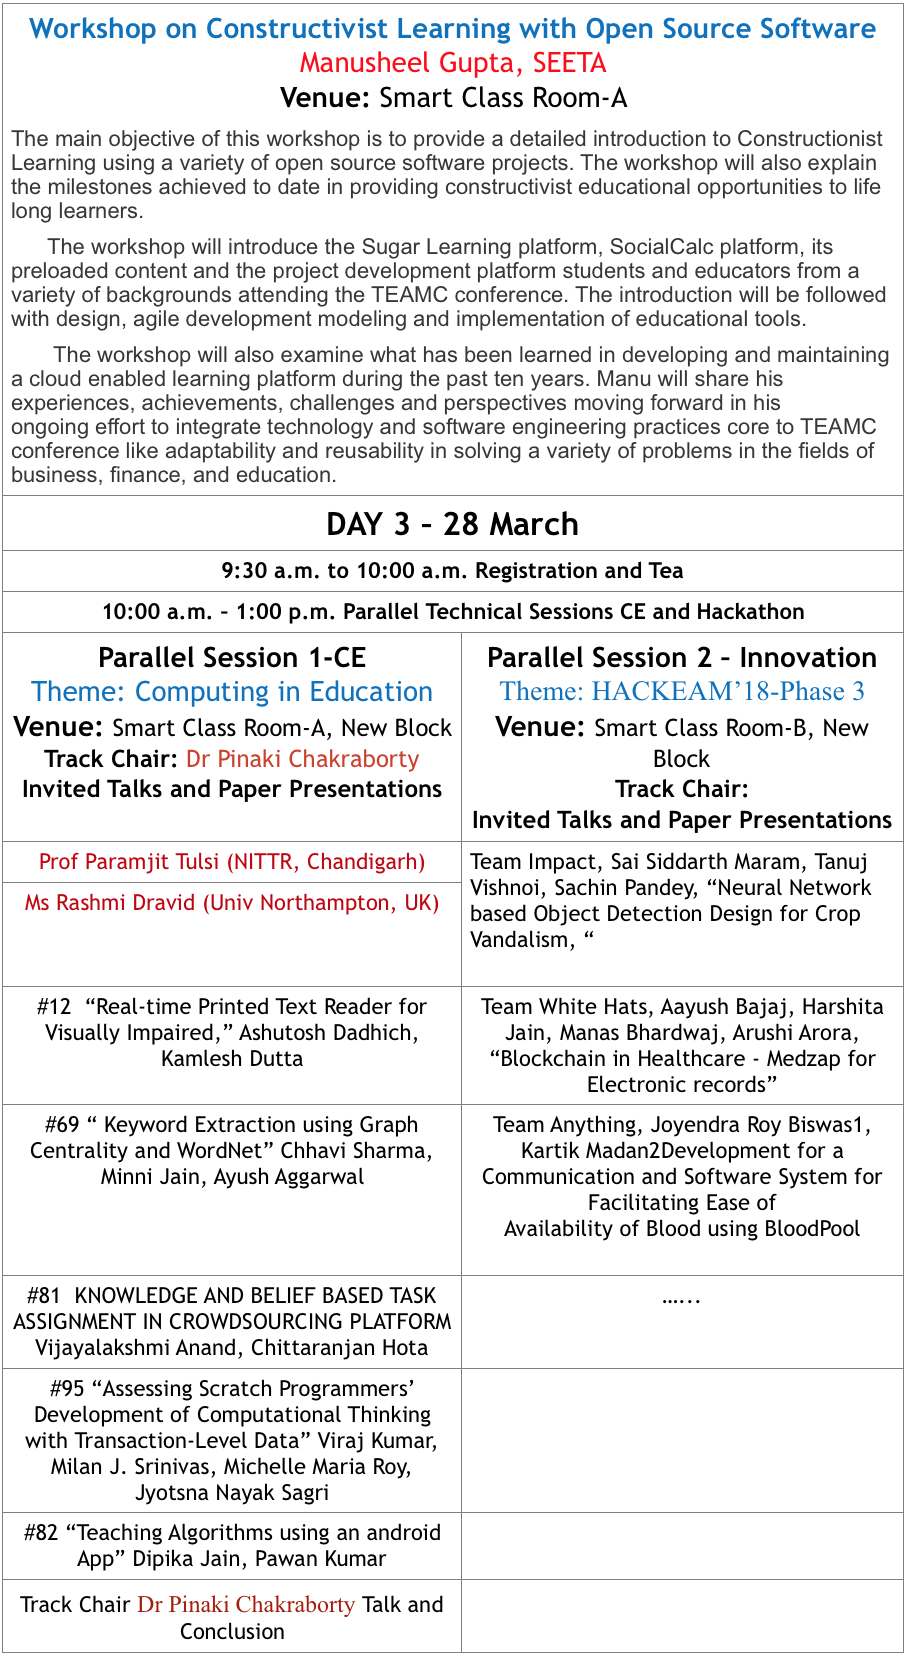 Workshop on Constructivist Learning with Open Source Software
Manusheel Gupta, SEETA
Venue: Smart Class Room-A
The main objective of this workshop is to provide a detailed introduction to Constructionist
Learning using a variety of open source software projects. The workshop will also explain
the milestones achieved to date in providing constructivist educational opportunities to life
long learners.
The workshop will introduce the Sugar Learning platform, SocialCalc platform, its
preloaded content and the project development platform students and educators from a
variety of backgrounds attending the TEAMC conference. The introduction will be followed
with design, agile development modeling and implementation of educational tools.
The workshop will also examine what has been learned in developing and maintaining
a cloud enabled learning platform during the past ten years. Manu will share his
experiences, achievements, challenges and perspectives moving forward in his
ongoing effort to integrate technology and software engineering practices core to TEAMC
conference like adaptability and reusability in solving a variety of problems in the fields of
business, finance, and education.
DAY 3 – 28 March
9:30 a.m. to 10:00 a.m. Registration and Tea
10:00 a.m. – 1:00 p.m. Parallel Technical Sessions CE and Hackathon
Parallel Session 1-CE
Theme: Computing in Education
Venue: Smart Class Room-A, New Block
Track Chair: Dr Pinaki Chakraborty
Invited Talks and Paper Presentations
Parallel Session 2 – Innovation
Theme: HACKEAM’18-Phase 3
Venue: Smart Class Room-B, New
Block
Track Chair:
Invited Talks and Paper Presentations
Prof Paramjit Tulsi (NITTR, Chandigarh)
Ms Rashmi Dravid (Univ Northampton, UK)
Team Impact, Sai Siddarth Maram, Tanuj
Vishnoi, Sachin Pandey, “Neural Network
based Object Detection Design for Crop
Vandalism, “
#12 “Real-time Printed Text Reader for
Visually Impaired,” Ashutosh Dadhich,
Kamlesh Dutta
Team White Hats, Aayush Bajaj, Harshita
Jain, Manas Bhardwaj, Arushi Arora,
“Blockchain in Healthcare - Medzap for
Electronic records”
#69 “ Keyword Extraction using Graph
Centrality and WordNet” Chhavi Sharma,
Minni Jain, Ayush Aggarwal
Team Anything, Joyendra Roy Biswas1,
Kartik Madan2Development for a
Communication and Software System for
Facilitating Ease of
Availability of Blood using BloodPool
#81 KNOWLEDGE AND BELIEF BASED TASK
ASSIGNMENT IN CROWDSOURCING PLATFORM
Vijayalakshmi Anand, Chittaranjan Hota
…...
#95 “Assessing Scratch Programmers’
Development of Computational Thinking
with Transaction-Level Data” Viraj Kumar,
Milan J. Srinivas, Michelle Maria Roy,
Jyotsna Nayak Sagri
#82 “Teaching Algorithms using an android
App” Dipika Jain, Pawan Kumar
Track Chair Dr Pinaki Chakraborty Talk and
Conclusion